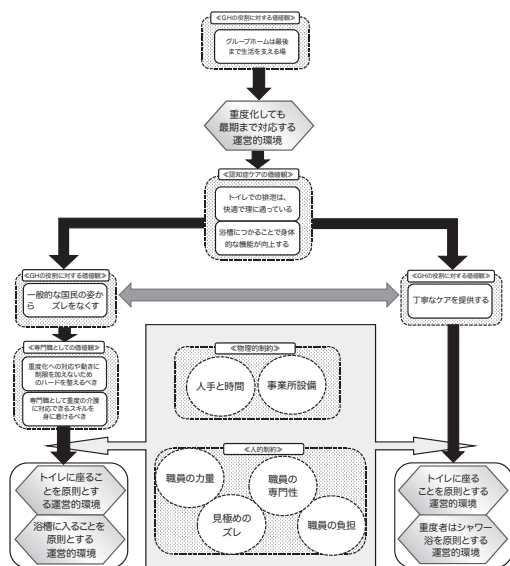 ≪GHの役割に対する価値観≫
グループホームは最後
まで生活を支える場
重度化しても
最期まで対応する
運営的環境
≪認知症ケアの価値観≫
トイレでの排泄は、
快適で理に適っている
浴槽につかることで身体
的な機能が向上する
≪GHの役割に対する価値観≫
一般的な国民の姿か
ら ズレをなくす
≪GHの役割に対する価値観≫
丁寧なケアを提供する
≪専門職としての価値観≫
重度化への対応や動きに
制限を加えないため
のハードを整えるべき
専門職として重度の介護
に対応できるスキルを
身に着けるべき
≪物理的制約≫
人手と時間
事業所設備
≪人的制約≫
職員の力量
職員の
専門性
見極めの
ズレ
職員の負担
トイレに座るこ
とを原則とす
る運営的環境
浴槽に入ることを
原則とする
運営的環境
トイレに座る
ことを原則とする
運営的環境
重度者はシャワー
浴を原則とする
運営的環境